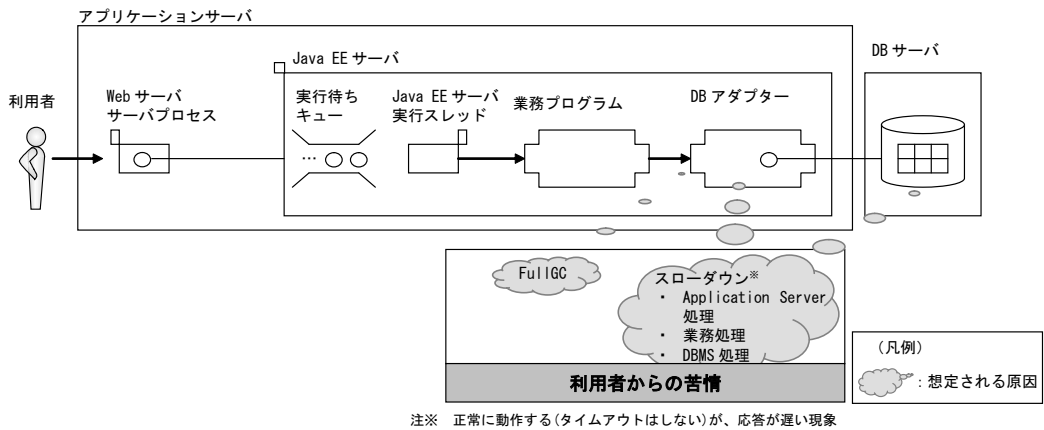 アプリケーションサーバ
Java EE サーバ
DB サーバ
利用者
Web サーバ
サーバプロセス
実行待ち
キュー
Java EE サーバ
実行スレッド
業務プログラム
DB アダプター
…
FullGC
スローダウン※
・ Application Server
処理
・ 業務処理
・ DBMS 処理
利用者からの苦情
(凡例)
：想定される原因
注※ 正常に動作する(タイムアウトはしない)が、応答が遅い現象